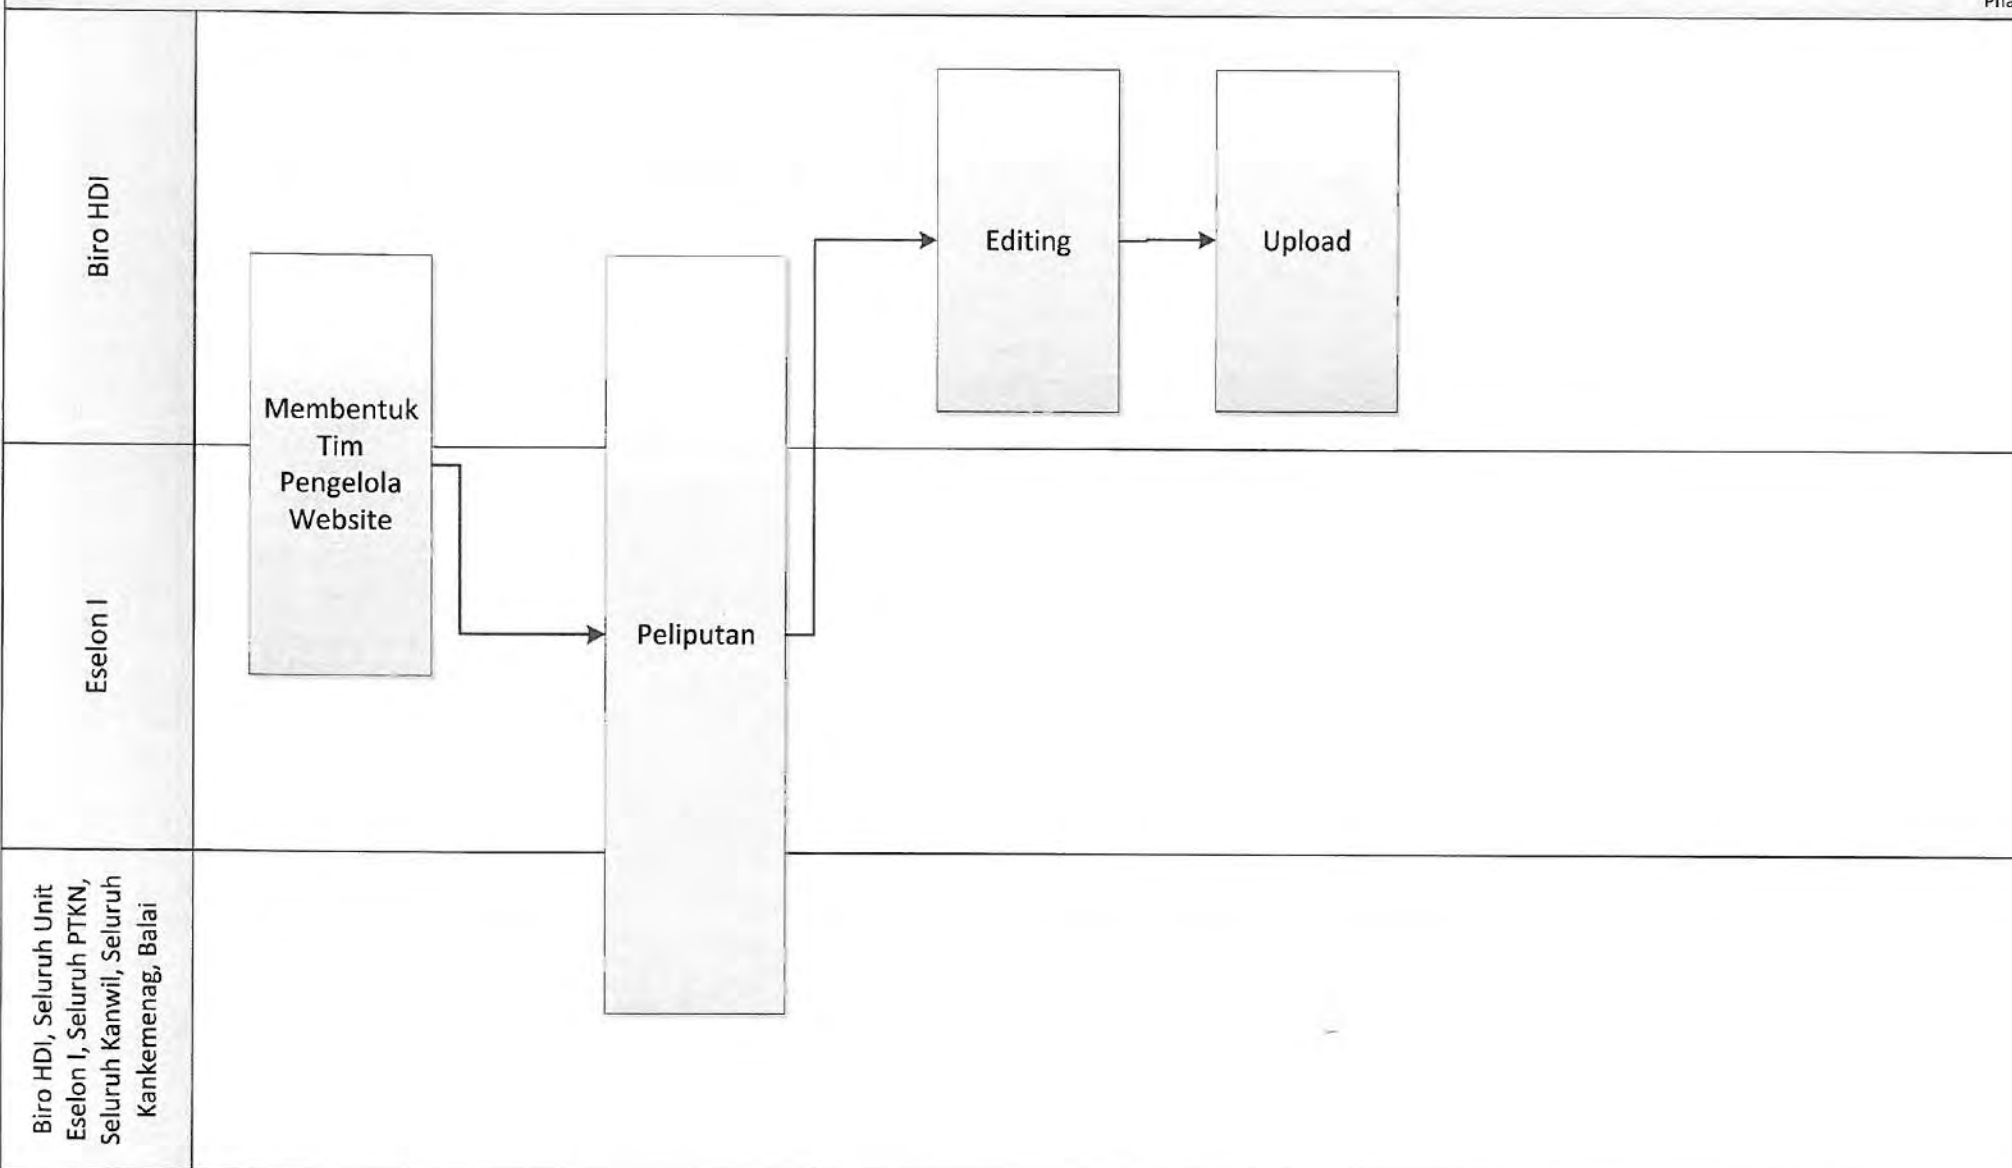 Biro HDI
Editing
Upload
Membentuk
Tim
Pengelola
Website
Eselon I
Peliputan
Biro HDI, Seluruh Unit
Eselon I, Seluruh PTKN,
Seluruh Kanwil, Seluruh
Kankemenag, Balai